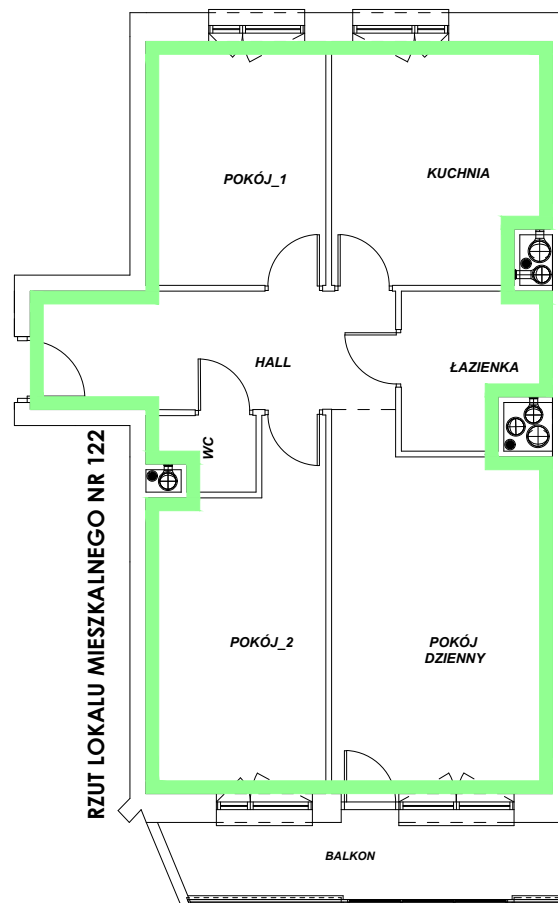 POKÓJ_1
KUCHNIA
HALL
ŁAZIENKA
WC
RZUT LOKALU MIESZKALNEGO NR 122
POKÓJ_2
POKÓJ
DZIENNY
BALKON